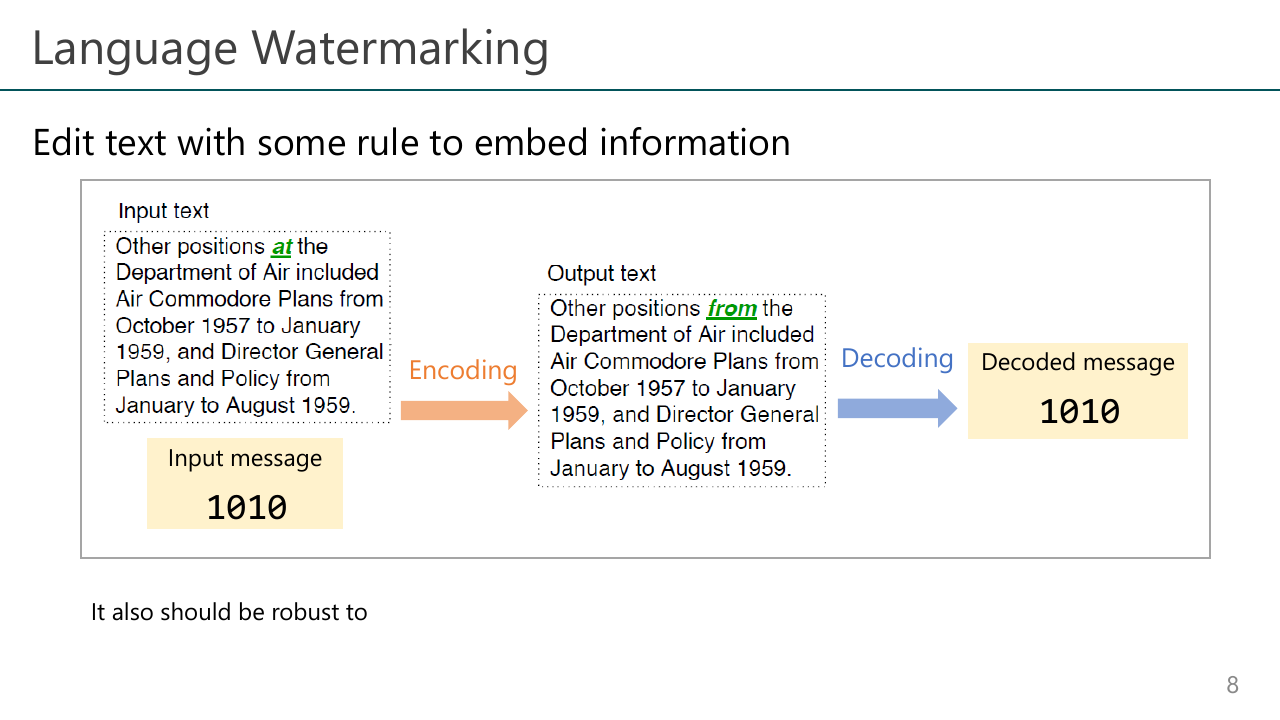 Language Watermarking
Edit text with some rule to embed information
Input text
Other positions at the
Department of Air included
Air Commodore Plans from
October 1957 to January
1959, and Director General
Plans and Policy from
January to August 1959.
Input message
1010
Encoding
Output text
Other positions from the
Department of Air included
Air Commodore Plans from
October 1957 to January
1959, and Director General
Plans and Policy from
January to August 1959.
Decoding
Decoded message
1010
It also should be robust to
8